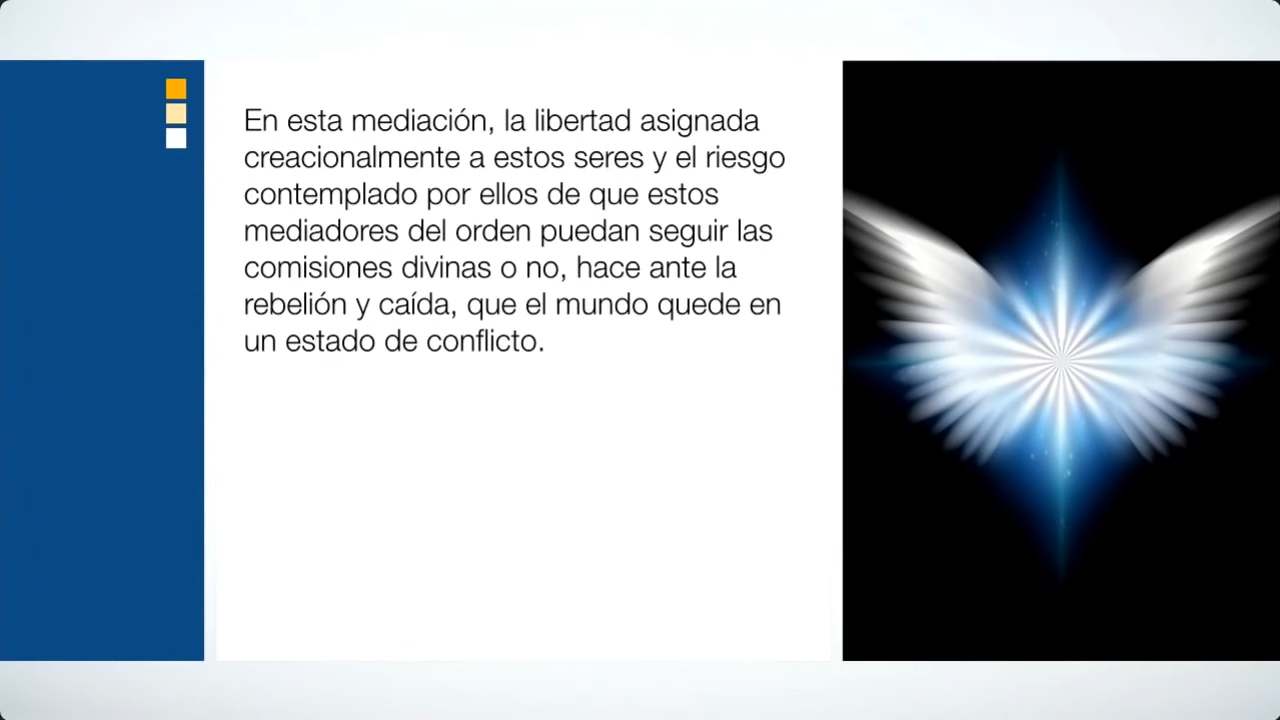 En esta mediación, la libertad asignada
creacionalmente a estos seres y el riesgo
contemplado por ellos de que estos
mediadores del orden puedan seguir las
comisiones divinas o no, hace ante la
rebelión y caída, que el mundo quede en
un estado de conflicto.